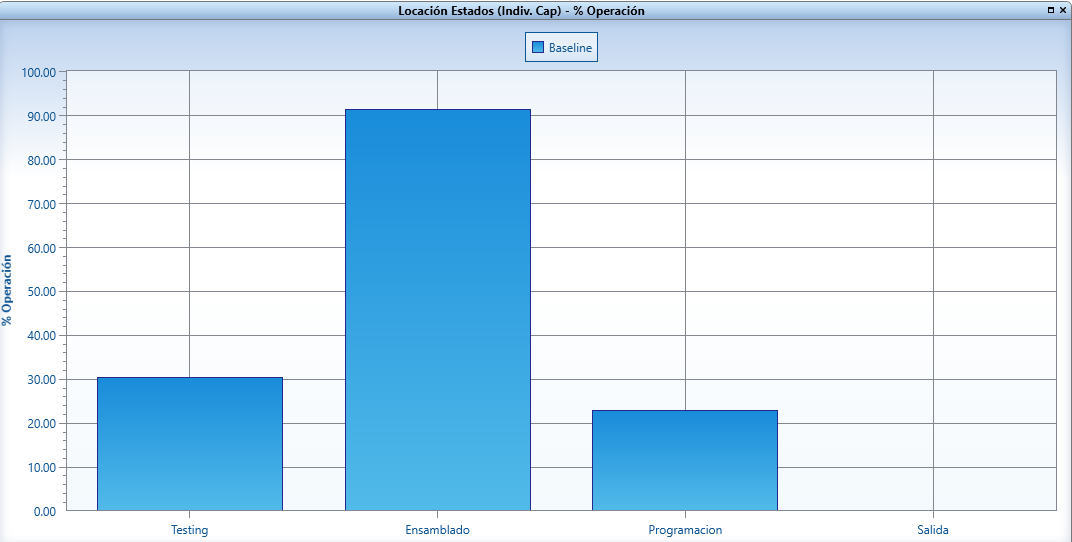 Locación Estados (Indiv. Cap) - % Operación
Baseline
% Operación
100.00
90.00
80.00
70.00
60.00
50.00
40.00
30.00
20.00
10.00
0.00
Testing Ensamblado Programacion Salida